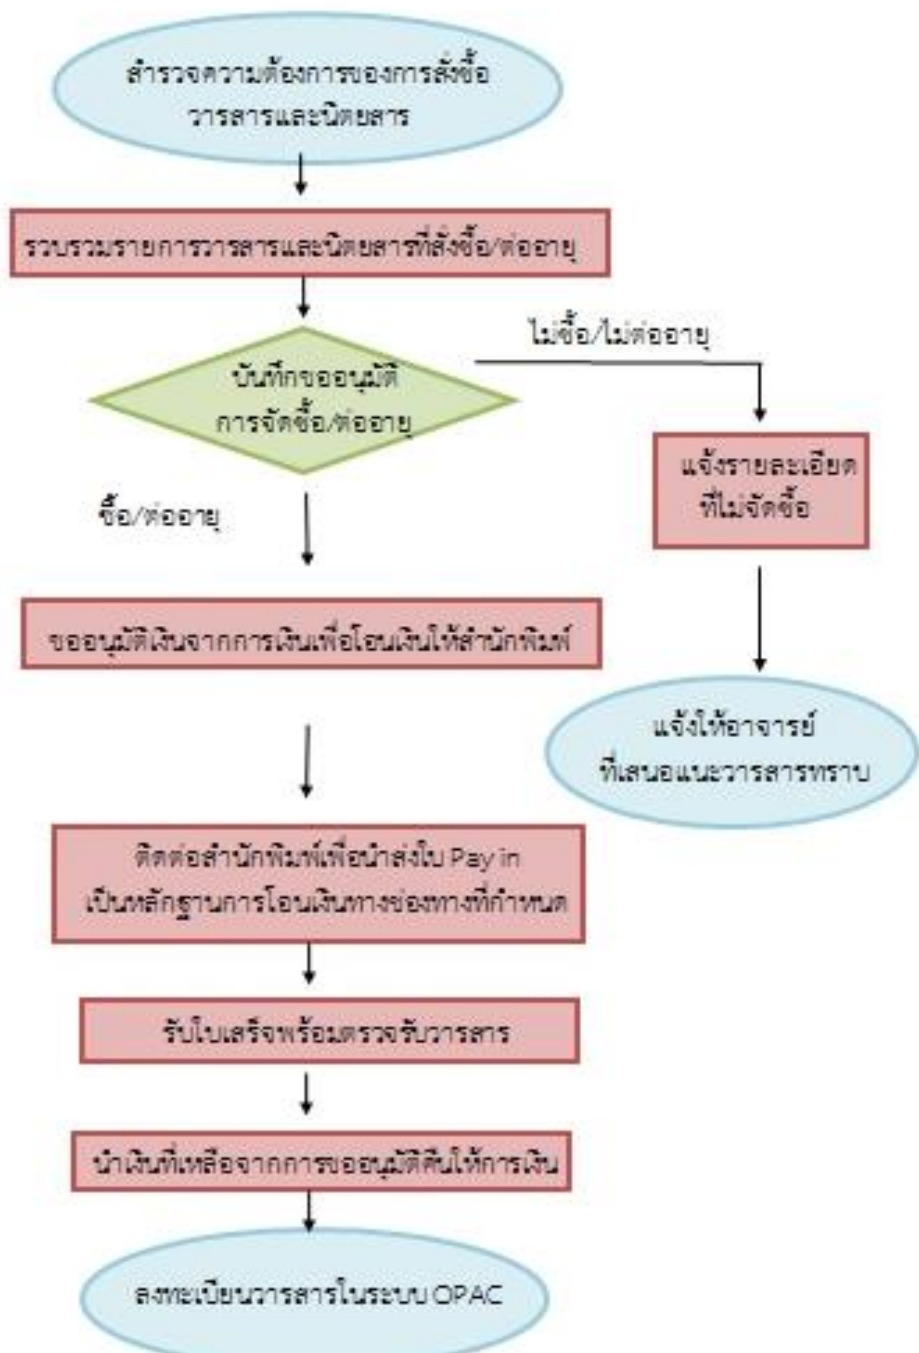 สำรวจความต้องการของการสั่งซื้อ
วารสารและนิตยสาร
รวบรวมรายการวารสารและนิตยสารที่สั่งซื้อ/ต่ออายุ
ไม่ซื้อ/ไม่ต่ออายุ
บันทึกขออนุมัติ
การจัดซื้อ/ต่ออายุ
แจ้งรายละเอียด
ที่ไม่จัดซื้อ
ซื้อ/ต่ออายุ
ขออนุมัติเงินจากการเงินเพื่อโอนเงินให้สำนักพิมพ์
แจ้งให้อาจารย์
ที่เสนอแนะวารสารทราบ
ติดต่อสำนักพิมพ์เพื่อนำส่งใบ Pay in
เป็นหลักฐานการโอนเงินทางช่องทางที่กำหนด
รับใบเสร็จพร้อมตรวจรับวารสาร
นำเงินที่เหลือจากการขออนุมัติคืนให้การเงิน
ลงทะเบียนวารสารในระบบ OPAC